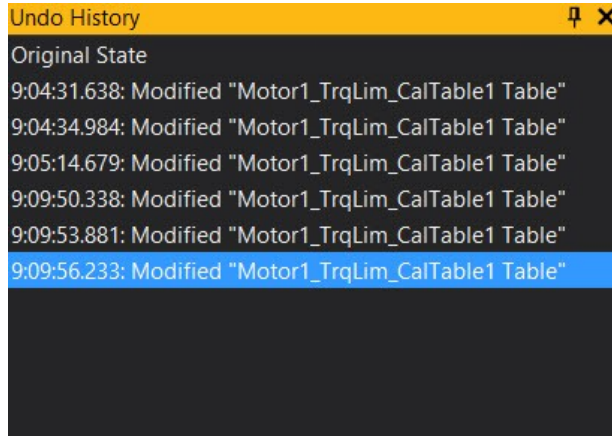 Undo History
Original State
9:04:31.638: Modified "Motor1_TrqLim_CalTable1 Table"
9:04:34.984: Modified "Motor1_TrqLim_CalTable1 Table"
9:05:14.679: Modified "Motor1_TrqLim_CalTable1 Table"
9:09:50.338: Modified "Motor1_TrqLim_CalTable1 Table"
9:09:53.881: Modified "Motor1_TrqLim_CalTable1 Table"
9:09:56.233: Modified "Motor1_TrqLim_CalTable1 Table"